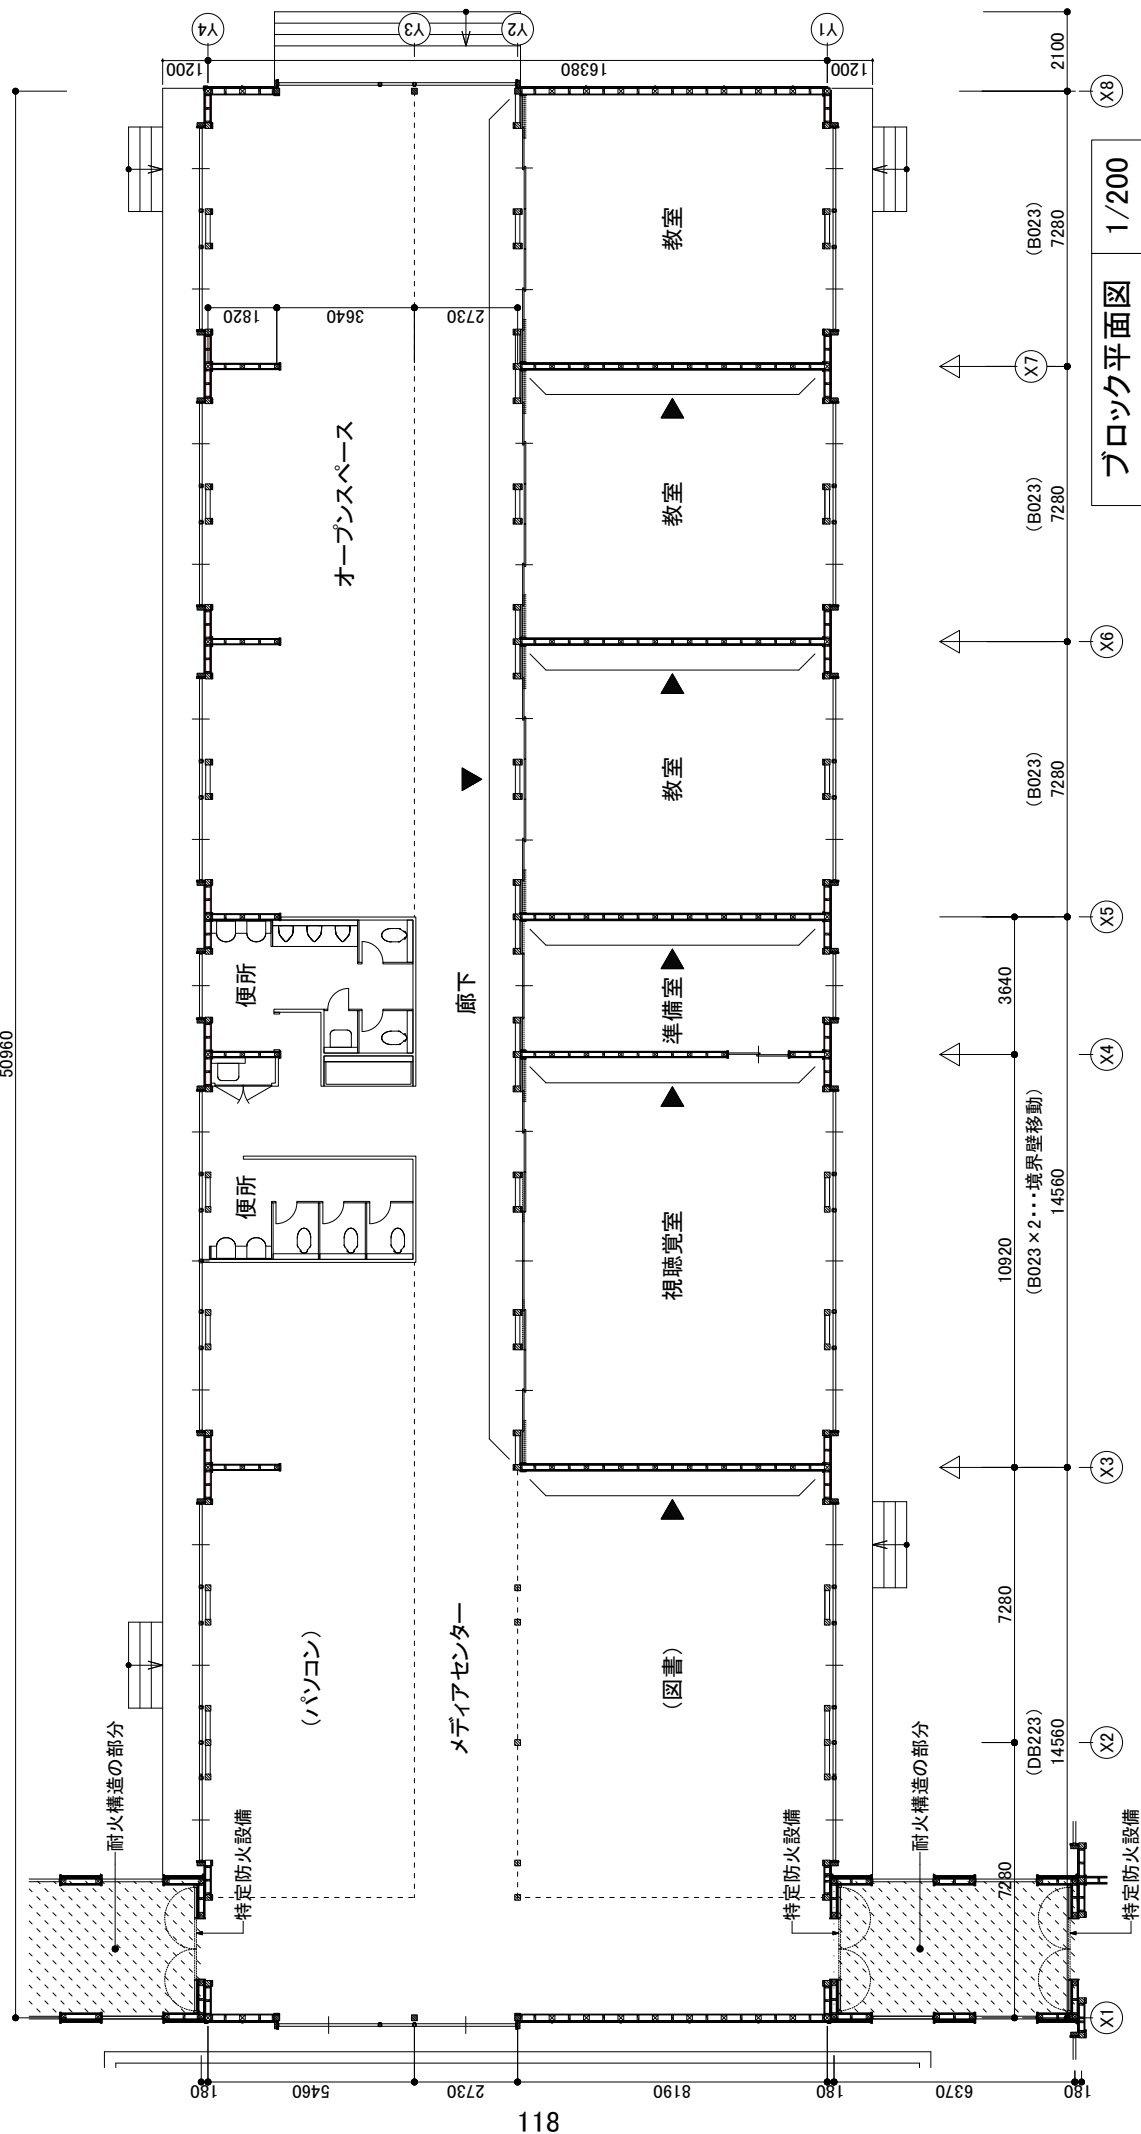 Y4
Y3
Y2
Y1
1200
16380
1200
2100
X8
50960
教室
(B023)
7280
1820
3640
2730
X7
オープンスペース
教室
(B023)
7280
X6
教室
(B023)
7280
X5
便所
廊下
準備室
3640
X4
便所
視聴覚室
10920
(B023×2・・・境界壁移動)
14560
X3
(パソコン)
メディアセンター
(図書)
7280
(DB223)
14560
X2
耐火構造の部分
特定防火設備
特定防火設備
耐火構造の部分
特定防火設備
7280
X1
180
5460
2730
8190
180
6370
180
ブロック平面図
1/200
118